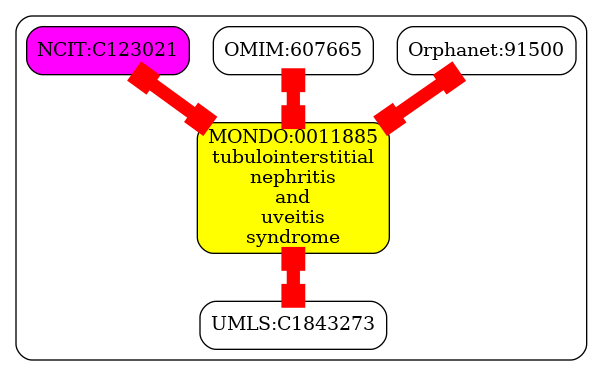 NCIT:C123021
OMIM:607665
Orphanet:91500
MONDO:0011885
tubulointerstitial
nephritis
and
uveitis
syndrome
UMLS:C1843273